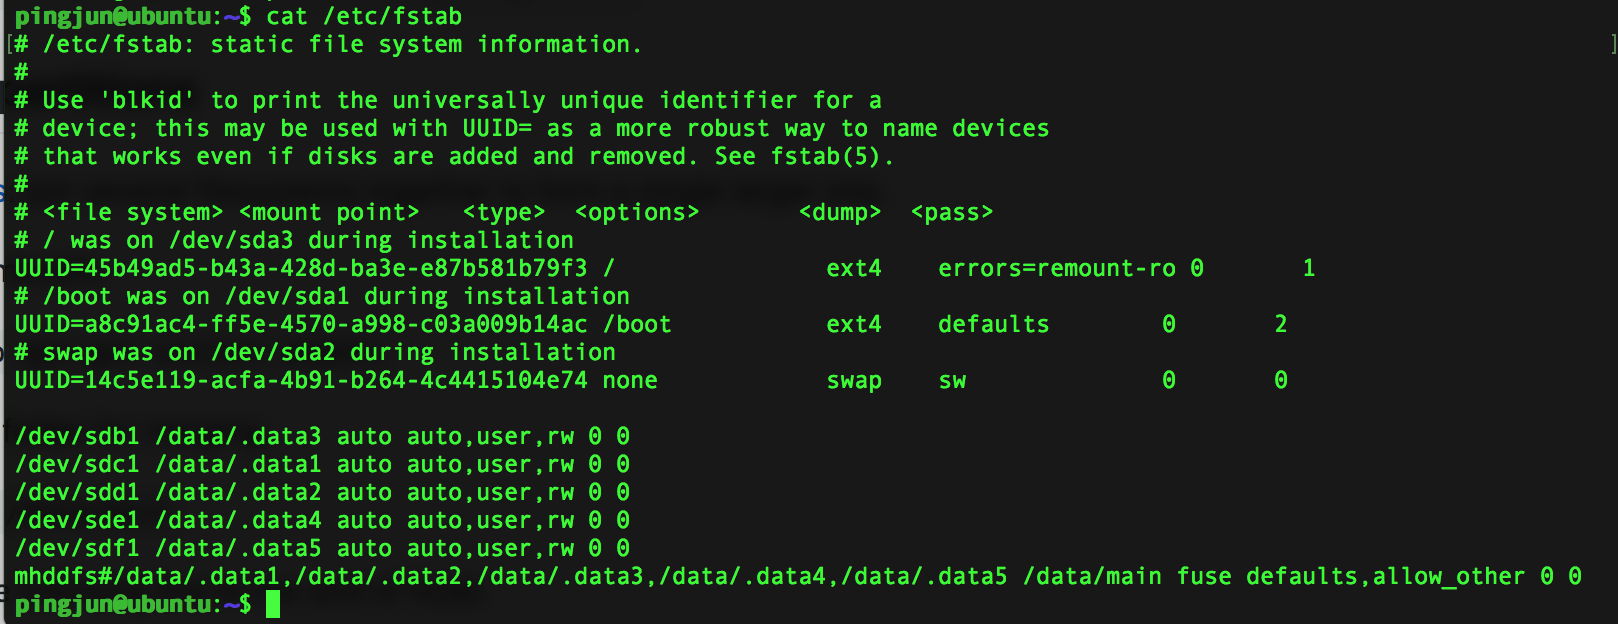 pingjun@ubuntu:~$ cat /etc/fstab
[# /etc/fstab: static file system information. ]
#
# Use 'blkid' to print the universally unique identifier for a
# device; this may be used with UUID= as a more robust way to name devices
# that works even if disks are added and removed. See fstab(5).
#
# <file system> <mount point>   <type>  <options>       <dump>  <pass>
# / was on /dev/sda3 during installation
UUID=45b49ad5-b43a-428d-ba3e-e87b581b79f3 /               ext4    errors=remount-ro 0       1
# /boot was on /dev/sda1 during installation
UUID=a8c91ac4-ff5e-4570-a998-c03a009b14ac /boot           ext4    defaults        0       2
# swap was on /dev/sda2 during installation
UUID=14c5e119-acfa-4b91-b264-4c4415104e74 none            swap    sw              0       0
/dev/sdb1 /data/.data3 auto auto,user,rw 0 0
/dev/sdc1 /data/.data1 auto auto,user,rw 0 0
/dev/sdd1 /data/.data2 auto auto,user,rw 0 0
/dev/sde1 /data/.data4 auto auto,user,rw 0 0
/dev/sdf1 /data/.data5 auto auto,user,rw 0 0
mhddfs#/data/.data1,/data/.data2,/data/.data3,/data/.data4,/data/.data5 /data/main fuse defaults,allow_other 0 0
pingjun@ubuntu:~$